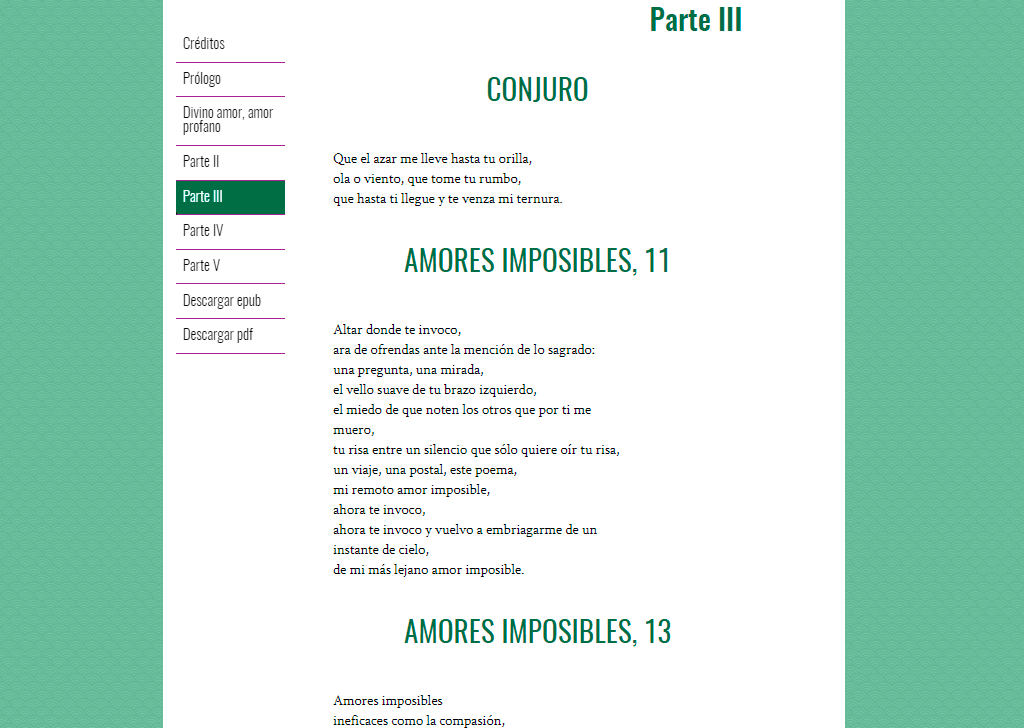 Créditos
Prólogo
Divino amor, amor
profano
Parte II
Parte III
Parte IV
Parte V
Descargar epub
Descargar pdf
Parte III
CONJURO
Que el azar me lleve hasta tu orilla,
ola o viento, que tome tu rumbo,
que hasta ti llegue y te venza mi ternura.
AMORES IMPOSIBLES, 11
Altar donde te invoco,
ara de ofrendas ante la mención de lo sagrado:
una pregunta, una mirada,
el vello suave de tu brazo izquierdo,
el miedo de que noten los otros que por ti me
muero,
tu risa entre un silencio que sólo quiere oír tu risa,
un viaje, una postal, este poema,
mi remoto amor imposible,
ahora te invoco,
ahora te invoco y vuelvo a embriagarme de un
instante de cielo,
de mi más lejano amor imposible.
AMORES IMPOSIBLES, 13
Amores imposibles
ineficaces como la compasión,